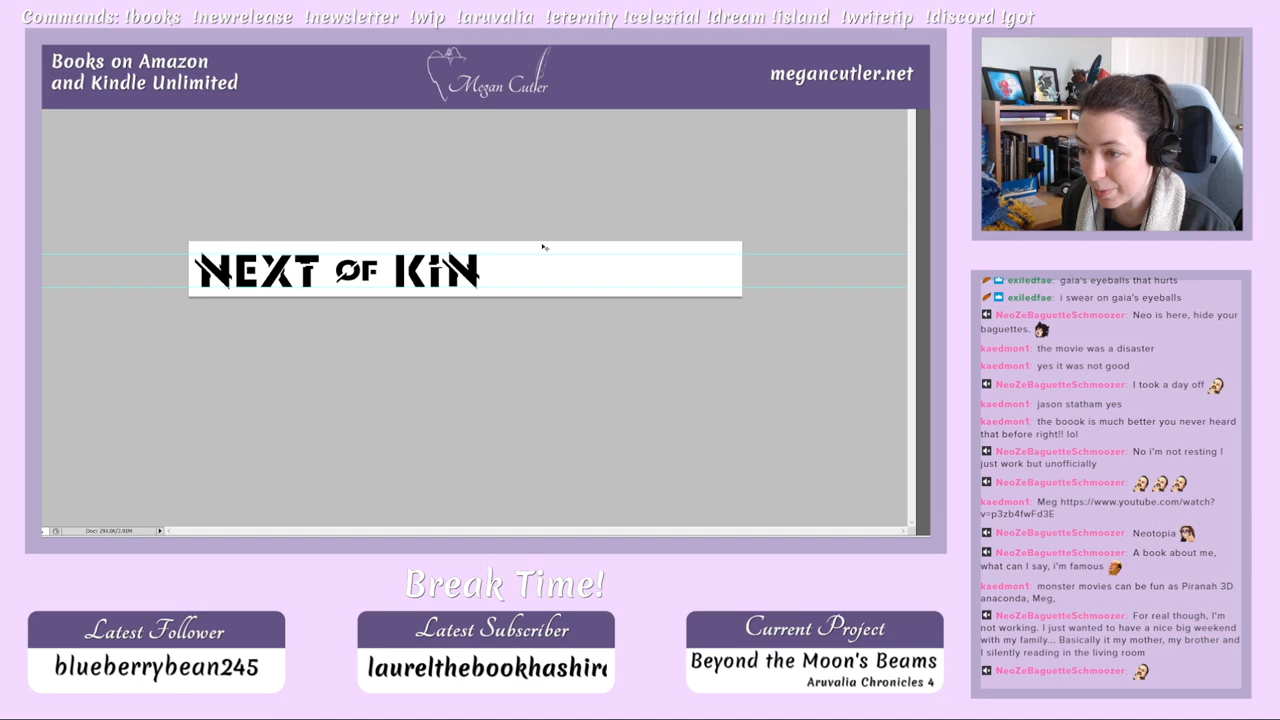 Commands: !books !newrelease !newsletter !wip !aruvalia !eternity !celestial !dream !island !writetip !discord !got
Books on Amazon
and Kindle Unlimited
Megan Cutler
megancutler.net
NEXT OF KiN
Doc: 293.0K/2.91M
exiledfae: gaia's eyeballs that hurts
exiledfae: i swear on gaia's eyeballs
NeoZeBaguetteSchmoozer: Neo is here, hide your
baguettes.
kaedmon1: the movie was a disaster
kaedmon1: yes it was not good
NeoZeBaguetteSchmoozer: I took a day off
kaedmon1: jason statham yes
kaedmon1: the boook is much better you never heard
that before right!! lol
NeoZeBaguetteSchmoozer: No i'm not resting I
just work but unofficially
NeoZeBaguetteSchmoozer:
kaedmon1: Meg https://www.youtube.com/watch?
v=p3zb4fwFd3E
NeoZeBaguetteSchmoozer: Neotopia
NeoZeBaguetteSchmoozer: A book about me,
what can I say, i'm famous
kaedmon1: monster movies can be fun as Piranah 3D
anaconda, Meg,
NeoZeBaguetteSchmoozer: For real though, I'm
not working. I just wanted to have a nice big weekend
with my family... Basically it my mother, my brother and
I silently reading in the living room
NeoZeBaguetteSchmoozer:
Break Time!
Latest Follower
blueberrybean245
Latest Subscriber
laurelthebookhashira
Current Project
Beyond the Moon's Beams
Aruvalia Chronicles 4